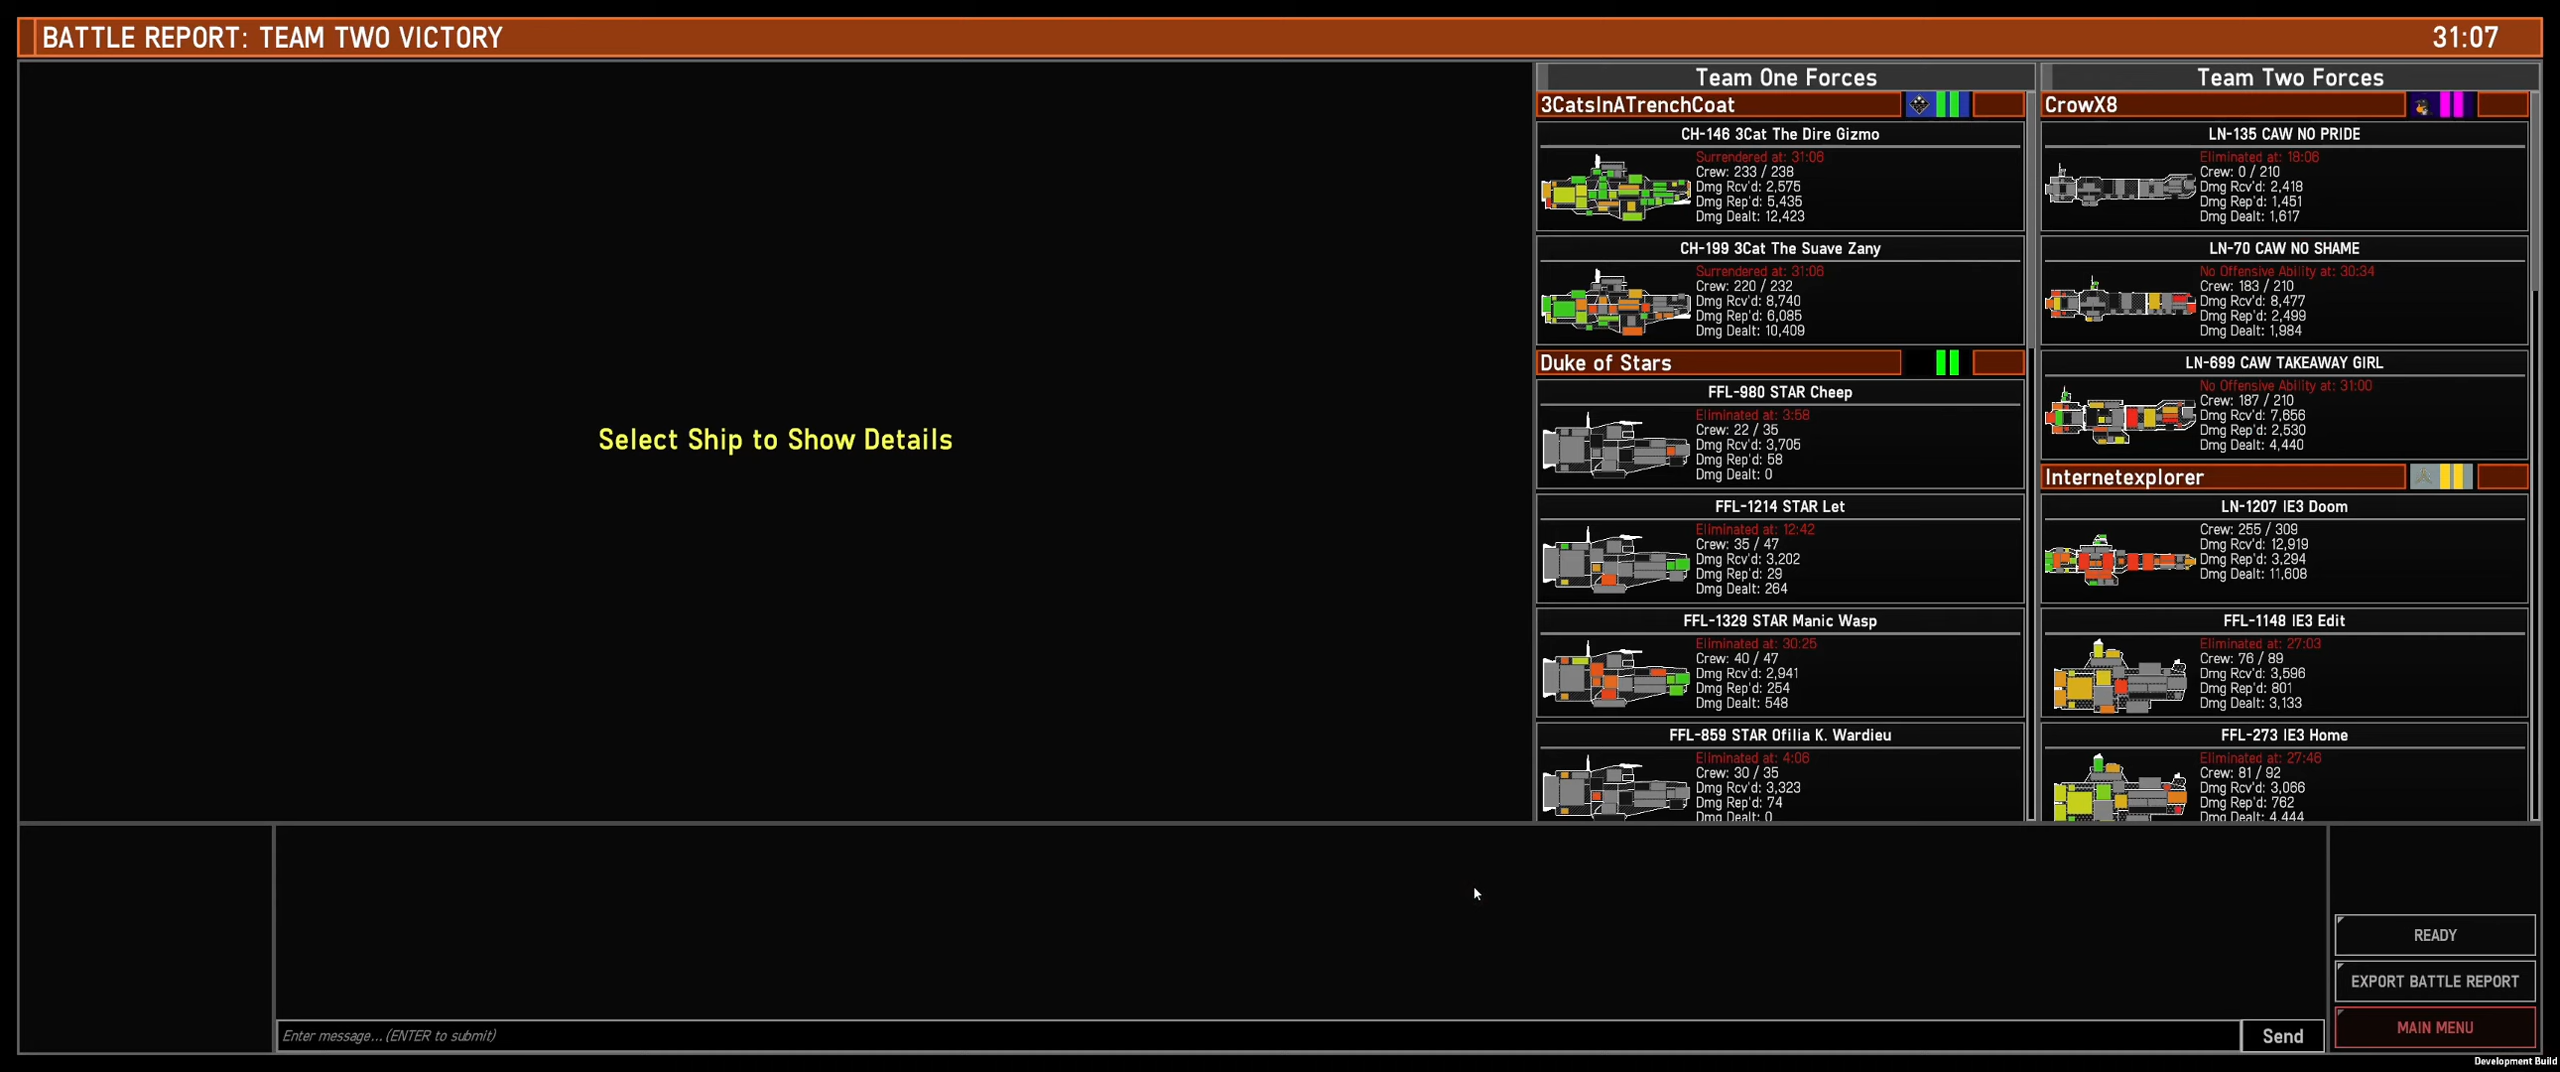 BATTLE REPORT: TEAM TWO VICTORY
31:07
Select Ship to Show Details
Team One Forces
3CatsInATrenchCoat
CH-146 3Cat The Dire Gizmo
Surrendered at: 31:06
Crew: 233 / 238
Dmg Rcv'd: 2,575
Dmg Rep'd: 5,435
Dmg Dealt: 12,423
CH-199 3Cat The Suave Zany
Surrendered at: 31:06
Crew: 220 / 232
Dmg Rcv'd: 8,740
Dmg Rep'd: 6,085
Dmg Dealt: 10,409
Duke of Stars
FFL-980 STAR Cheep
Eliminated at: 3:58
Crew: 22 / 35
Dmg Rcv'd: 3,705
Dmg Rep'd: 58
Dmg Dealt: 0
FFL-1214 STAR Let
Eliminated at: 12:42
Crew: 35 / 47
Dmg Rcv'd: 3,202
Dmg Rep'd: 29
Dmg Dealt: 264
FFL-1329 STAR Manic Wasp
Eliminated at: 30:25
Crew: 40 / 47
Dmg Rcv'd: 2,941
Dmg Rep'd: 254
Dmg Dealt: 548
FFL-859 STAR Ofilia K. Wardieu
Eliminated at: 4:06
Crew: 30 / 35
Dmg Rcv'd: 3,323
Dmg Rep'd: 74
Dmg Dealt: 0
Team Two Forces
CrowX8
LN-135 CAW NO PRIDE
Eliminated at: 18:06
Crew: 0 / 210
Dmg Rcv'd: 2,418
Dmg Rep'd: 1,451
Dmg Dealt: 1,617
LN-70 CAW NO SHAME
No Offensive Ability at: 30:34
Crew: 183 / 210
Dmg Rcv'd: 8,477
Dmg Rep'd: 2,499
Dmg Dealt: 1,984
LN-699 CAW TAKEAWAY GIRL
No Offensive Ability at: 31:00
Crew: 187 / 210
Dmg Rcv'd: 7,656
Dmg Rep'd: 2,530
Dmg Dealt: 4,440
Internetexplorer
LN-1207 IE3 Doom
Crew: 255 / 309
Dmg Rcv'd: 12,919
Dmg Rep'd: 3,294
Dmg Dealt: 11,608
FFL-1148 IE3 Edit
Eliminated at: 27:03
Crew: 76 / 89
Dmg Rcv'd: 3,596
Dmg Rep'd: 801
Dmg Dealt: 3,133
FFL-273 IE3 Home
Eliminated at: 27:46
Crew: 81 / 92
Dmg Rcv'd: 3,066
Dmg Rep'd: 762
Dmg Dealt: 4,444
READY
EXPORT BATTLE REPORT
MAIN MENU
Enter message... (ENTER to submit)
Send
Development Build